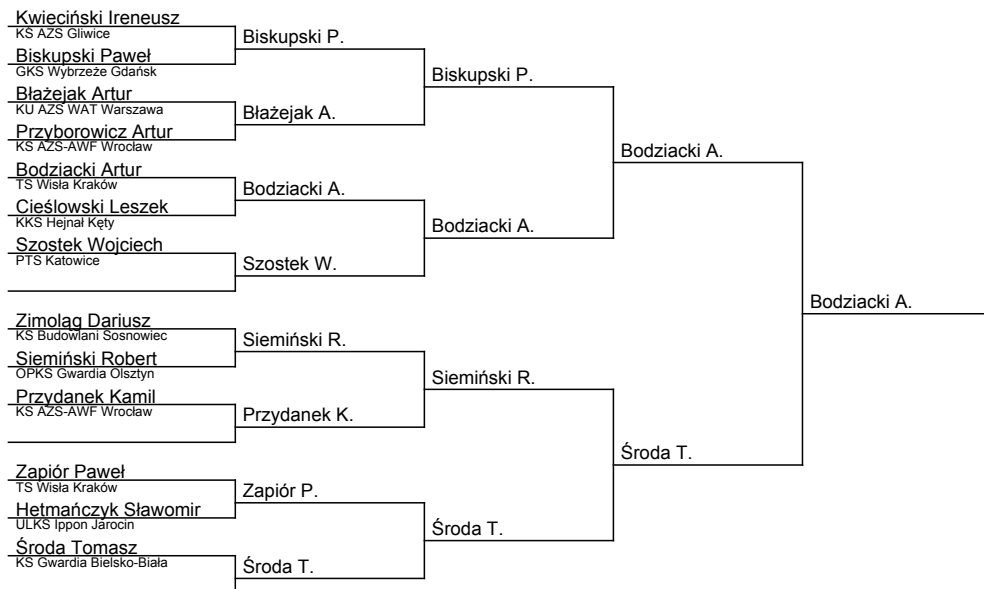 Kwieciński Ireneusz
KS AZS Gliwice
Biskupski Paweł
GKS Wybrzeże Gdańsk
Błażejak Artur
KU AZS WAT Warszawa
Przyborowicz Artur
KS AZS-AWF Wrocław
Bodziacki Artur
TS Wisła Kraków
Cieślowski Leszek
KKS Hejnał Kęty
Szostek Wojciech
PTS Katowice
Zimoląg Dariusz
KS Budowlani Sosnowiec
Siemiński Robert
OPKS Gwardia Olsztyn
Przydanek Kamil
KS AZS-AWF Wrocław
Zapiór Paweł
TS Wisła Kraków
Hetmańczyk Sławomir
ULKS Ippon Jarocin
Środa Tomasz
KS Gwardia Bielsko-Biała
Biskupski P.
Błażejak A.
Bodziacki A.
Szostek W.
Siemiński R.
Przydanek K.
Zapiór P.
Środa T.
Biskupski P.
Bodziacki A.
Siemiński R.
Środa T.
Bodziacki A.
Środa T.
Bodziacki A.